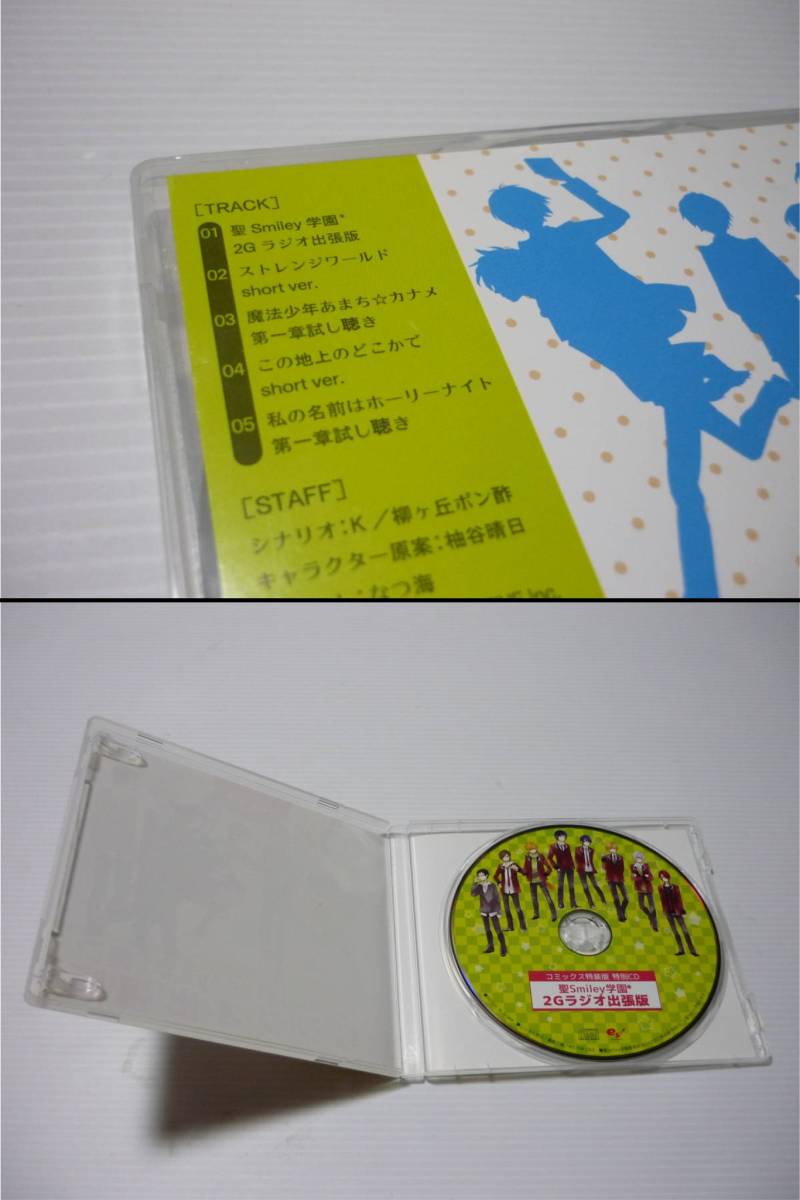 [TRACK]
01 聖 Smiley 学園*
2G ラジオ出張版
02 ストレンジワールド
short ver.
03 魔法少年あまち☆カナメ
第一章試し聴き
04 この地上のどこかで
short ver.
05 私の名前はホーリーナイト
第一章試し聴き
[STAFF]
シナリオ:K／柳ヶ丘ポン酢
キャラクター原案:柚谷晴日
:なつ海
Inc.
コミックス特装版 特別CD
聖Smiley学園*
2Gラジオ出張版